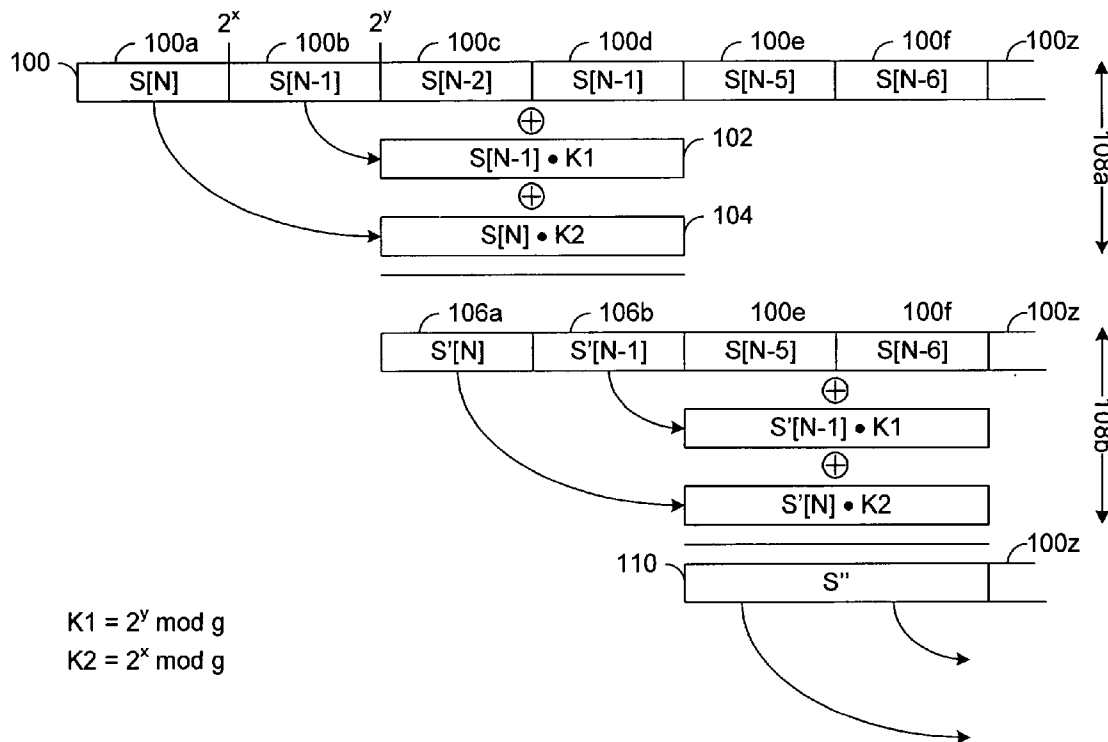 100a 2^x 100b 2^y 100c 100d 100e 100f 100z
100 S[N] S[N-1] S[N-2] S[N-1] S[N-5] S[N-6]
⊕
S[N-1] • K1 102
⊕
S[N] • K2 104
108a
106a 106b 100e 100f 100z
S'[N] S'[N-1] S[N-5] S[N-6]
⊕
S'[N-1] • K1
⊕
S'[N] • K2
108b
110 S'' 100z
K1 = 2^y mod g
K2 = 2^x mod g